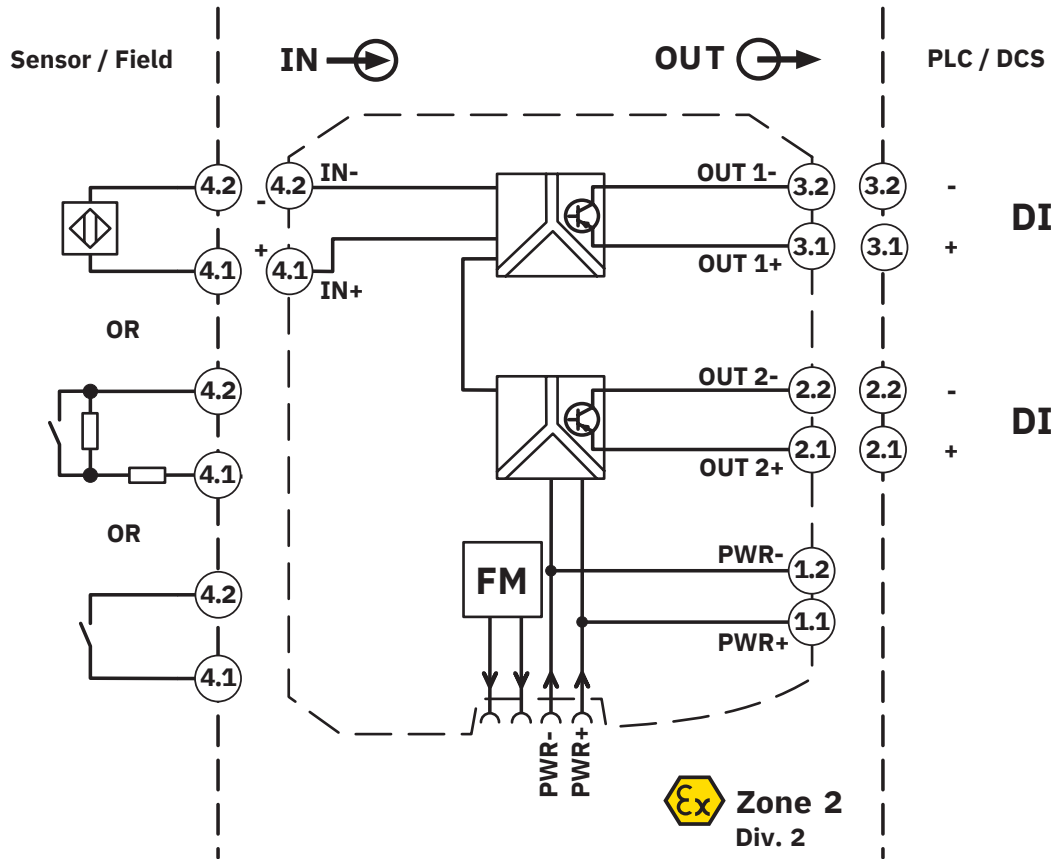 Sensor / Field
IN
OUT
PLC / DCS
4.2
4.2
IN-
OUT 1-
3.2
3.2
-
-
DI
+
4.1
4.1
IN+
OUT 1+
3.1
3.1
+
OR
4.2
OUT 2-
2.2
2.2
-
DI
4.1
OUT 2+
2.1
2.1
+
OR
4.2
FM
PWR-
1.2
4.1
PWR+
1.1
PWR-
PWR+
Ex
Zone 2
Div. 2